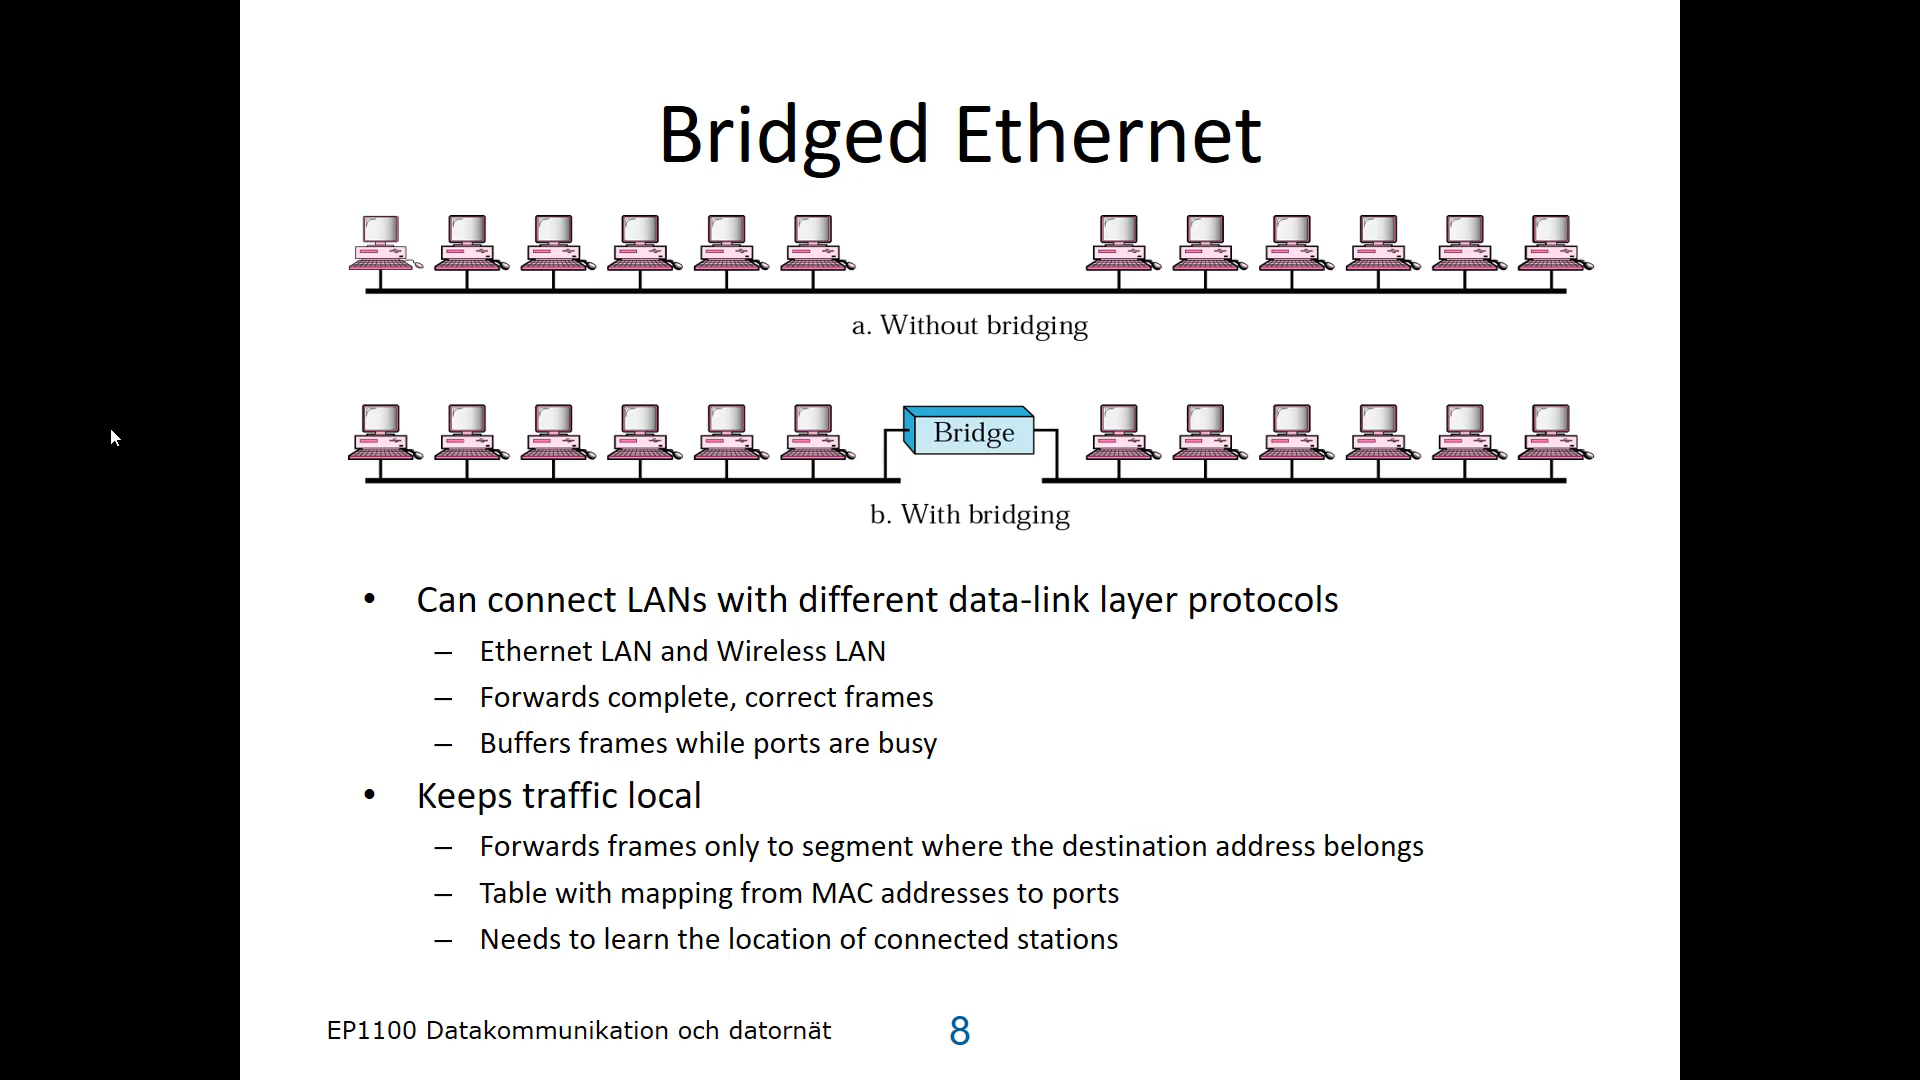 Bridged Ethernet
a. Without bridging
Bridge
b. With bridging
• Can connect LANs with different data-link layer protocols
– Ethernet LAN and Wireless LAN
– Forwards complete, correct frames
– Buffers frames while ports are busy
• Keeps traffic local
– Forwards frames only to segment where the destination address belongs
– Table with mapping from MAC addresses to ports
– Needs to learn the location of connected stations
EP1100 Datakommunikation och datornät 8